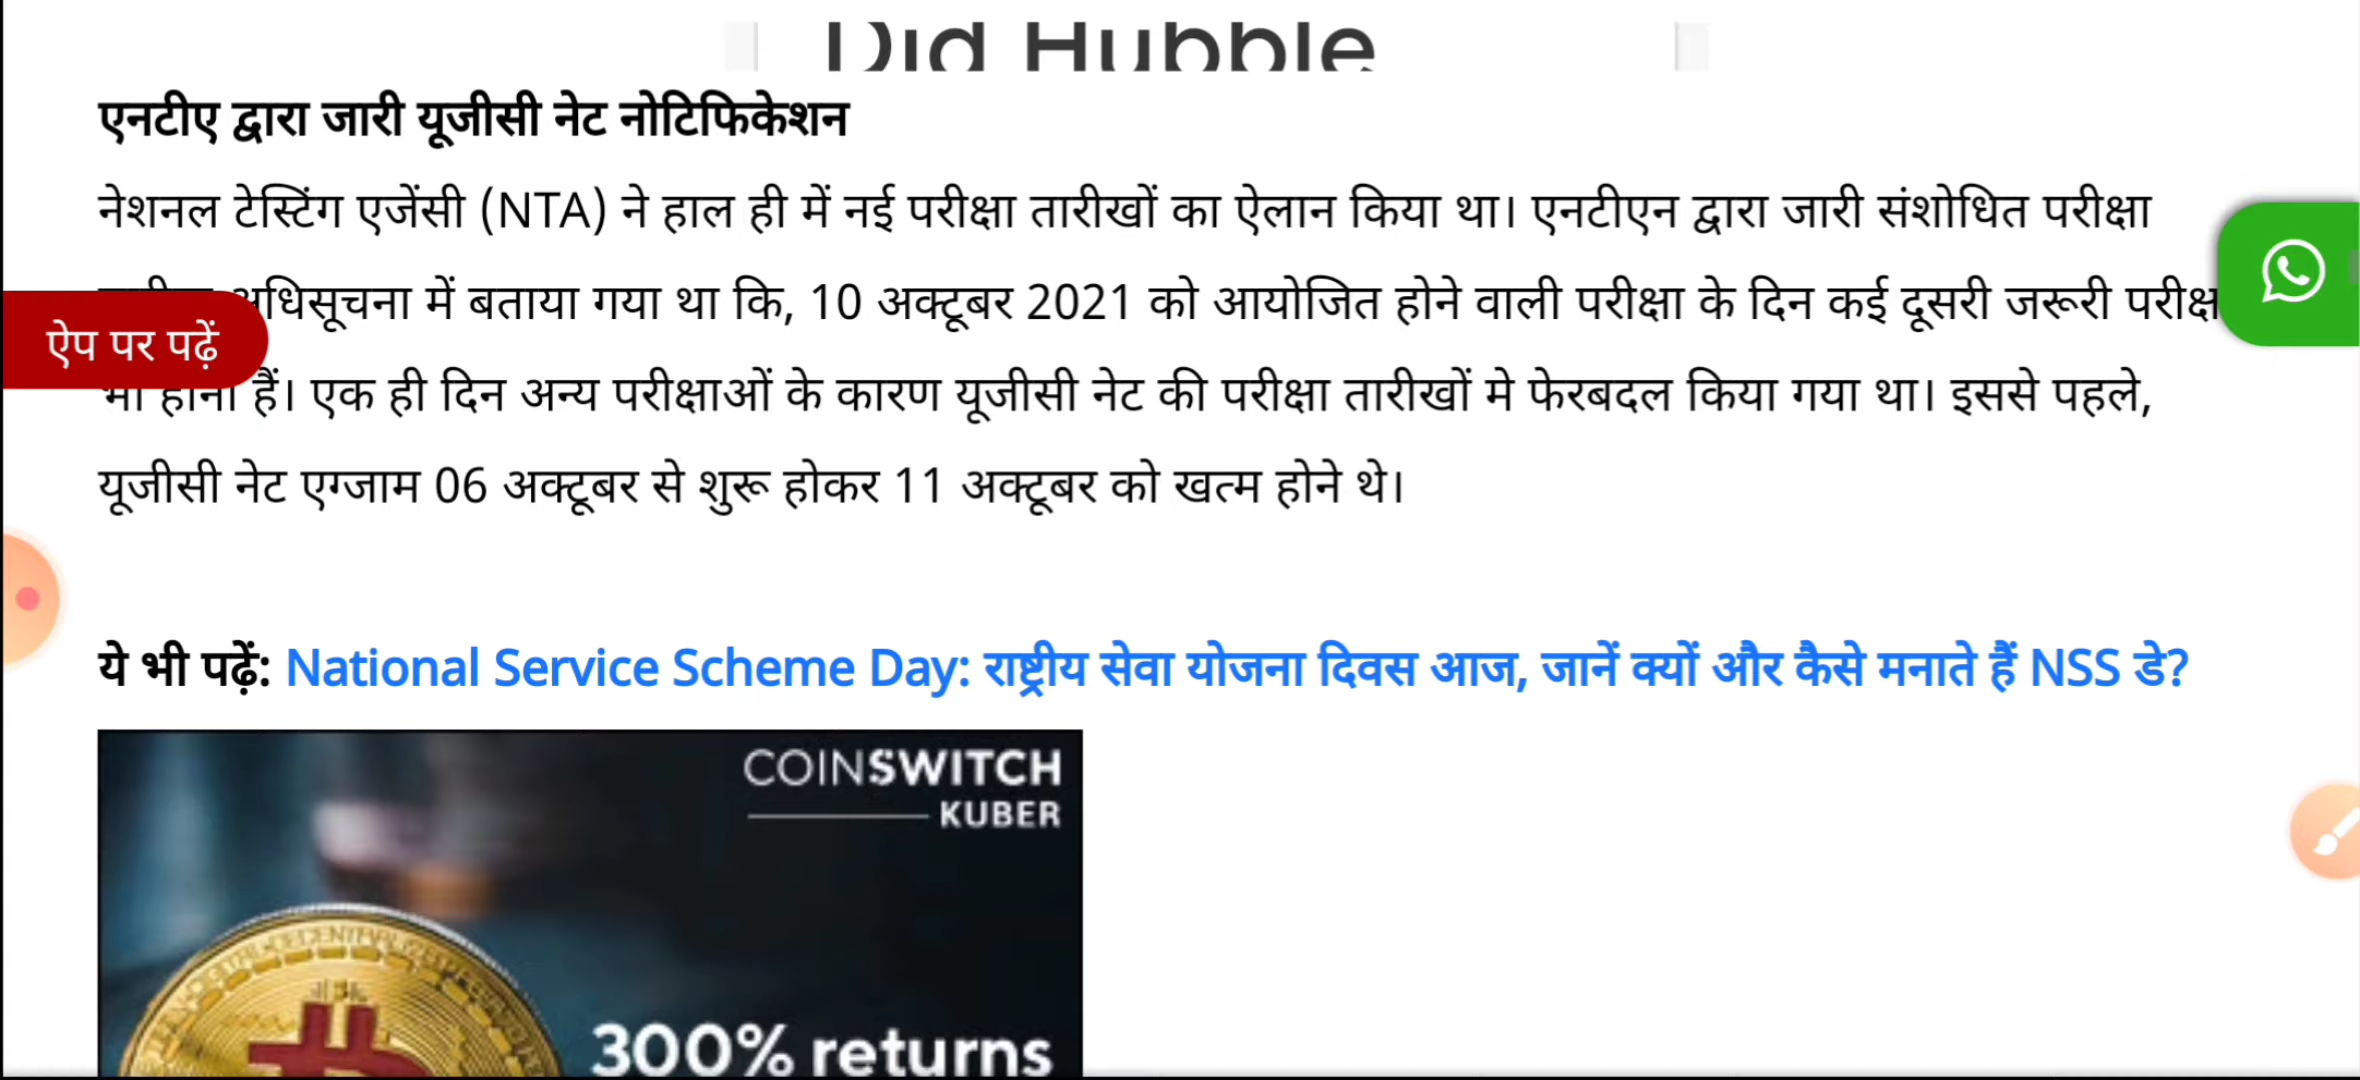 Did Hubble
एनटीए द्वारा जारी यूजीसी नेट नोटिफिकेशन
नेशनल टेस्टिंग एजेंसी (NTA) ने हाल ही में नई परीक्षा तारीखों का ऐलान किया था। एनटीएन द्वारा जारी संशोधित परीक्षा
अधिसूचना में बताया गया था कि, 10 अक्टूबर 2021 को आयोजित होने वाली परीक्षा के दिन कई दूसरी जरूरी
ऐप पर पढ़ें
हैं। एक ही दिन अन्य परीक्षाओं के कारण यूजीसी नेट की परीक्षा तारीखों मे फेरबदल किया गया था। इससे पहले,
यूजीसी नेट एग्जाम 06 अक्टूबर से शुरू होकर 11 अक्टूबर को खत्म होने थे।
ये भी पढ़ें: National Service Scheme Day: राष्ट्रीय सेवा योजना दिवस आज, जानें क्यों और कैसे मनाते हैं NSS डे?
COINSWITCH
KUBER
300% returns